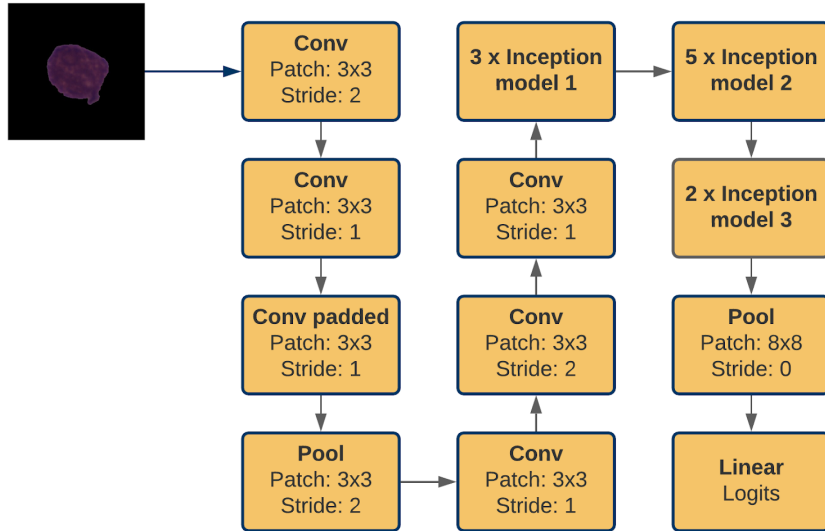 Conv
Patch: 3x3
Stride: 2
Conv
Patch: 3x3
Stride: 1
Conv padded
Patch: 3x3
Stride: 1
Pool
Patch: 3x3
Stride: 2
Conv
Patch: 3x3
Stride: 1
Conv
Patch: 3x3
Stride: 2
Conv
Patch: 3x3
Stride: 1
3 x Inception
model 1
5 x Inception
model 2
2 x Inception
model 3
Pool
Patch: 8x8
Stride: 0
Linear
Logits